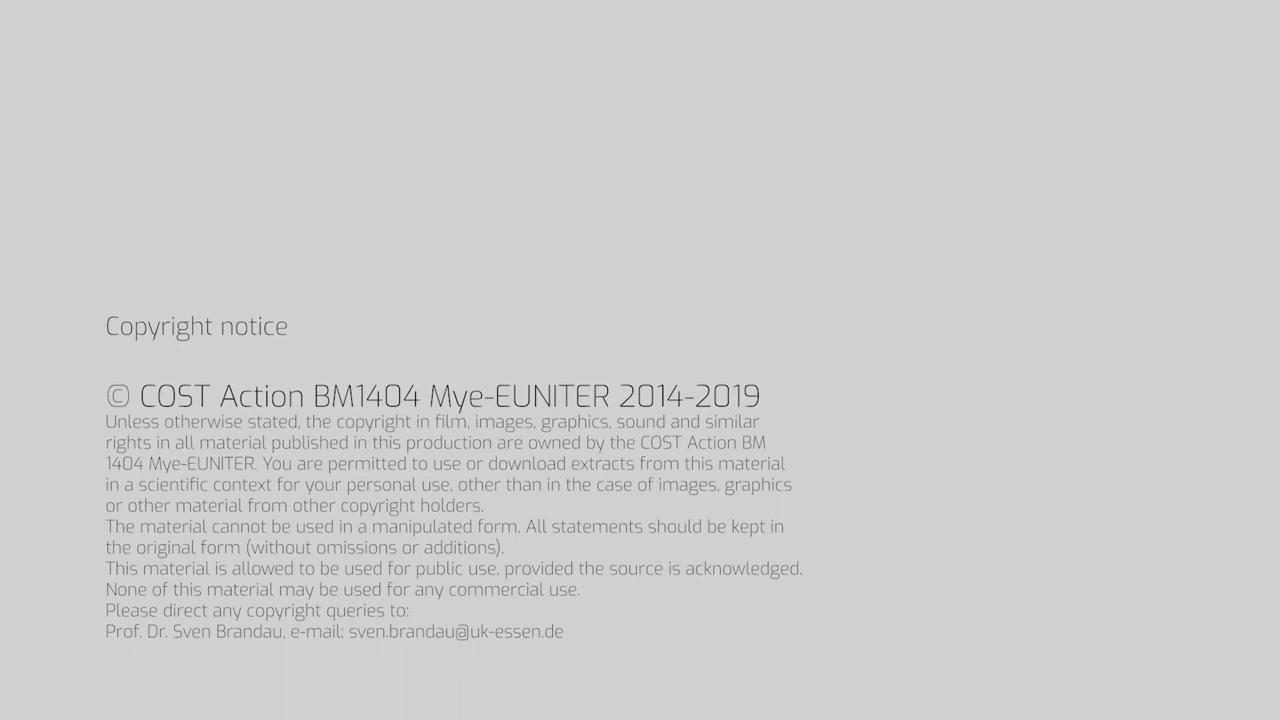 Copyright notice
© COST Action BM1404 Mye-EUNITER 2014-2019
Unless otherwise stated, the copyright in film, images, graphics, sound and similar
rights in all material published in this production are owned by the COST Action BM
1404 Mye-EUNITER. You are permitted to use or download extracts from this material
in a scientific context for your personal use, other than in the case of images, graphics
or other material from other copyright holders.
The material cannot be used in a manipulated form. All statements should be kept in
the original form (without omissions or additions).
This material is allowed to be used for public use, provided the source is acknowledged.
None of this material may be used for any commercial use.
Please direct any copyright queries to:
Prof. Dr. Sven Brandau, e-mail: sven.brandau@uk-essen.de